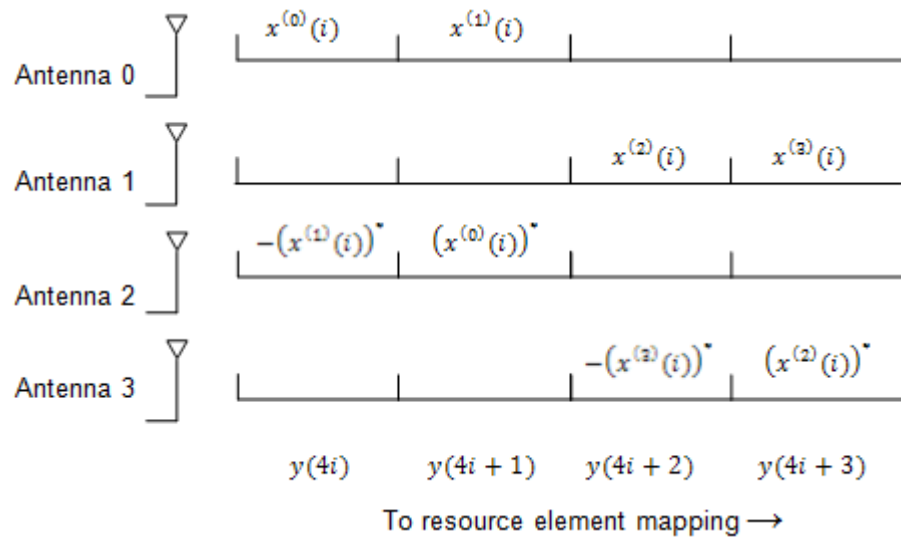 x⁽⁰⁾(i) x⁽¹⁾(i)
Antenna 0
x⁽²⁾(i) x⁽³⁾(i)
Antenna 1
−(x⁽¹⁾(i))* (x⁽⁰⁾(i))*
Antenna 2
−(x⁽³⁾(i))* (x⁽²⁾(i))*
Antenna 3
y(4i) y(4i + 1) y(4i + 2) y(4i + 3)
To resource element mapping →